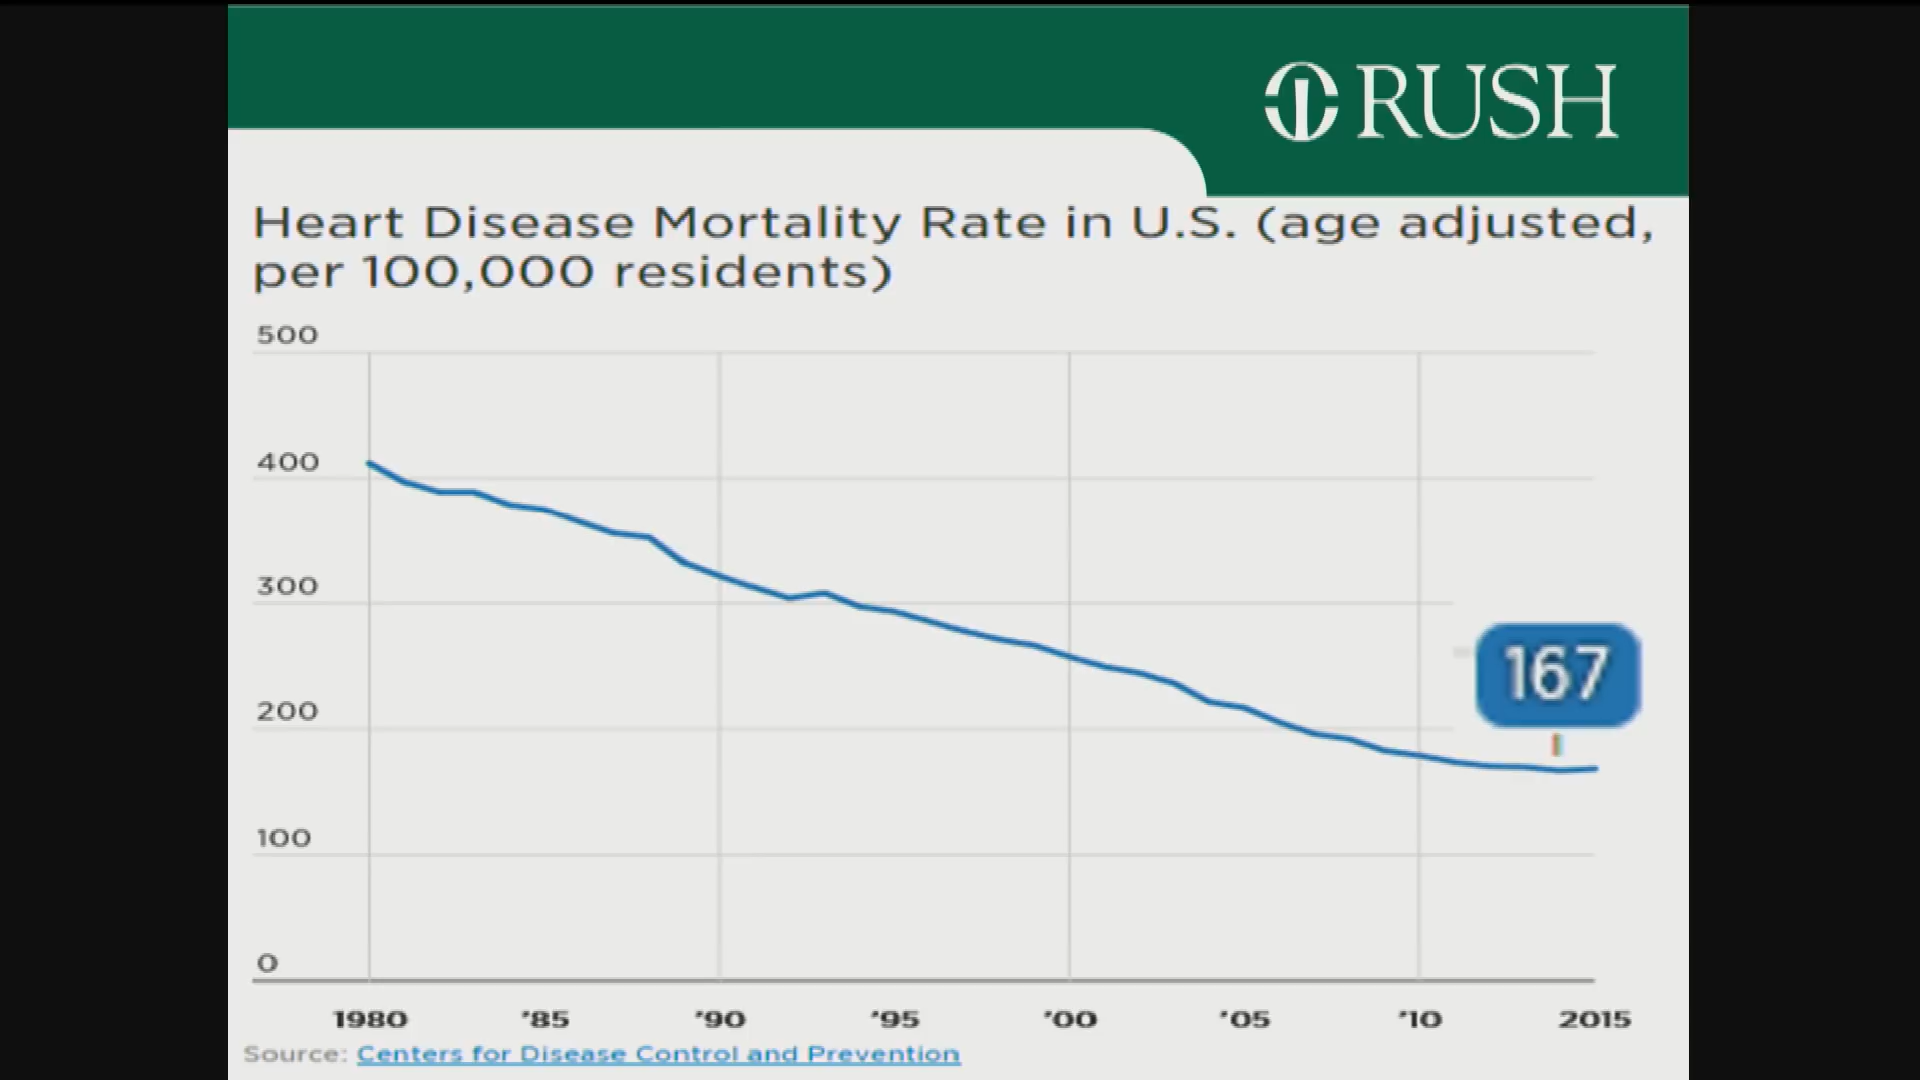 RUSH
Heart Disease Mortality Rate in U.S. (age adjusted,
per 100,000 residents)
500
400
300
200
100
0
167
1980 '85 '90 '95 '00 '05 '10 2015
Source: Centers for Disease Control and Prevention